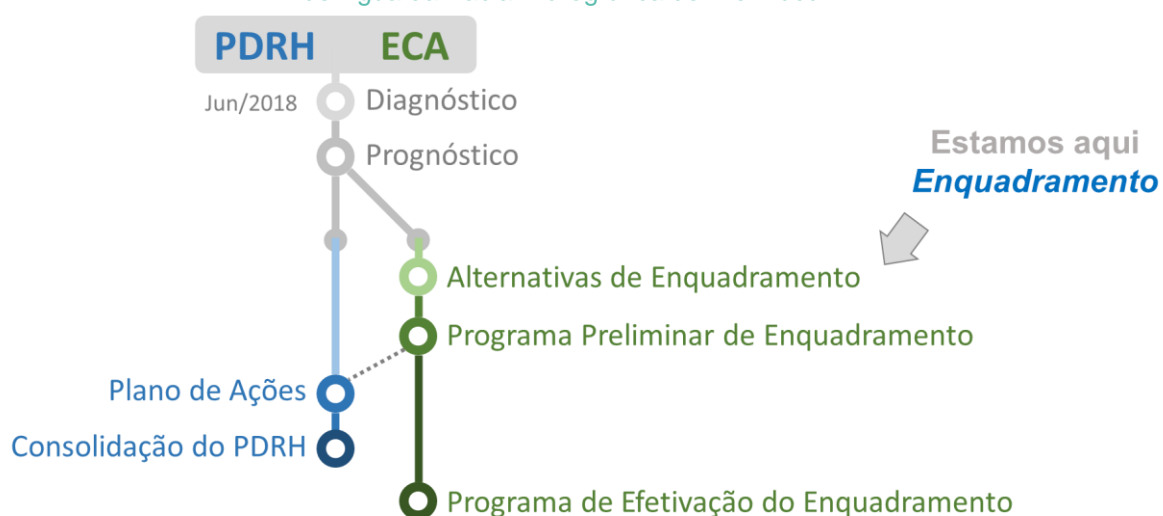 PDRH ECA
Jun/2018 Diagnóstico
Prognóstico
Estamos aqui
Enquadramento
Alternativas de Enquadramento
Programa Preliminar de Enquadramento
Plano de Ações
Consolidação do PDRH
Programa de Efetivação do Enquadramento